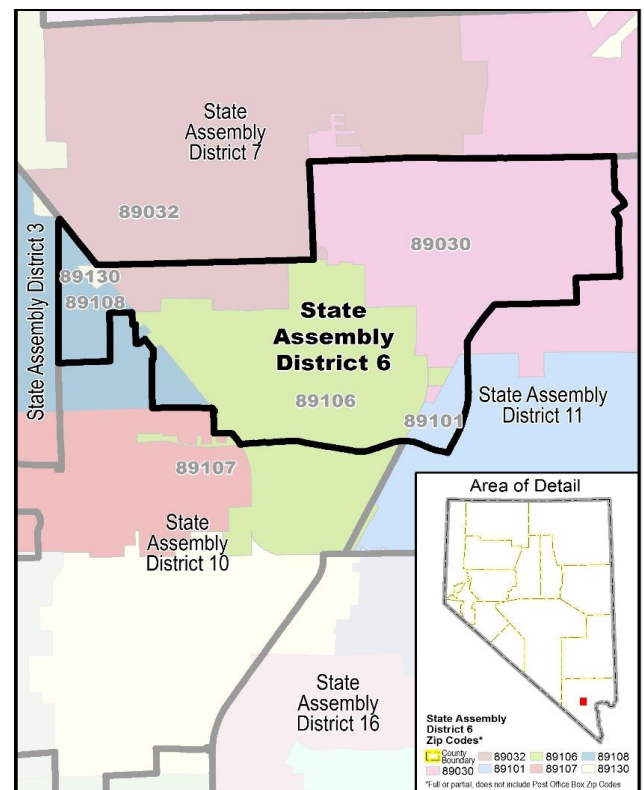 State
Assembly
District 7
89032
State Assembly District 3
89030
89130
89108
State
Assembly
District 6
89106
89101
State Assembly
District 11
89107
State
Assembly
District 10
State
Assembly
District 16
Area of Detail
State Assembly
District 6
Zip Codes*
County
Boundary
89030
89032
89101
89106
89107
89108
89130
*Full or partial, does not include Post Office Box Zip Codes